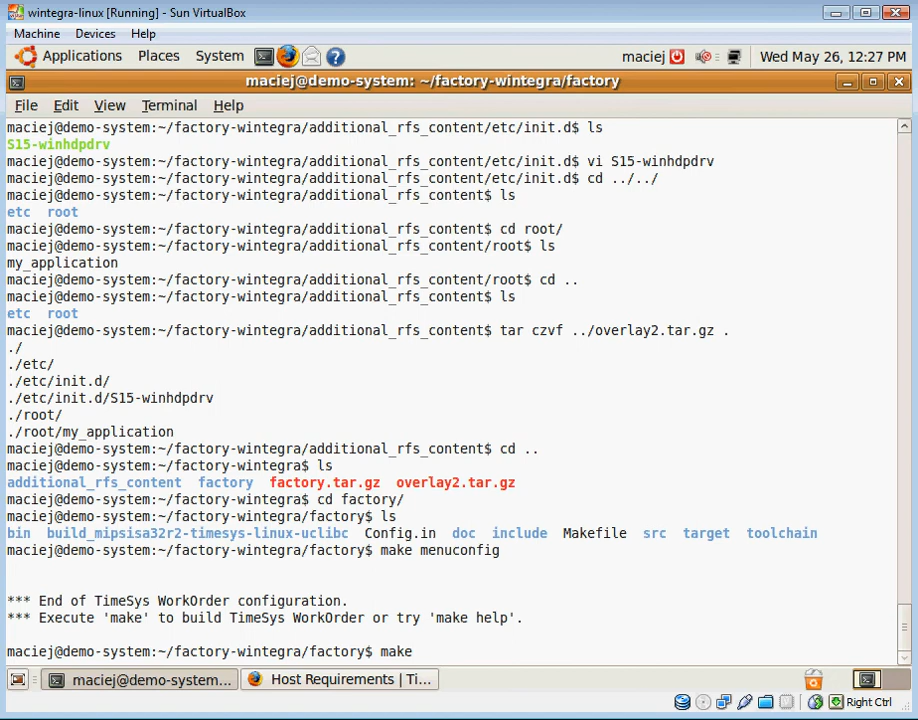 wintegra-linux [Running] - Sun VirtualBox
Machine Devices Help
Applications Places System maciej Wed May 26, 12:27 PM
maciej@demo-system: ~/factory-wintegra/factory
File Edit View Terminal Help
maciej@demo-system:~/factory-wintegra/additional_rfs_content/etc/init.d$ ls
S15-winhdpdrv
maciej@demo-system:~/factory-wintegra/additional_rfs_content/etc/init.d$ vi S15-winhdpdrv
maciej@demo-system:~/factory-wintegra/additional_rfs_content/etc/init.d$ cd ../../
maciej@demo-system:~/factory-wintegra/additional_rfs_content$ ls
etc root
maciej@demo-system:~/factory-wintegra/additional_rfs_content$ cd root/
maciej@demo-system:~/factory-wintegra/additional_rfs_content/root$ ls
my_application
maciej@demo-system:~/factory-wintegra/additional_rfs_content/root$ cd ..
maciej@demo-system:~/factory-wintegra/additional_rfs_content$ ls
etc root
maciej@demo-system:~/factory-wintegra/additional_rfs_content$ tar czvf ../overlay2.tar.gz .
./
./etc/
./etc/init.d/
./etc/init.d/S15-winhdpdrv
./root/
./root/my_application
maciej@demo-system:~/factory-wintegra/additional_rfs_content$ cd ..
maciej@demo-system:~/factory-wintegra$ ls
additional_rfs_content factory factory.tar.gz overlay2.tar.gz
maciej@demo-system:~/factory-wintegra$ cd factory/
maciej@demo-system:~/factory-wintegra/factory$ ls
bin build_mipsisa32r2-timesys-linux-uclibc Config.in doc include Makefile src target toolchain
maciej@demo-system:~/factory-wintegra/factory$ make menuconfig
*** End of TimeSys WorkOrder configuration.
*** Execute 'make' to build TimeSys WorkOrder or try 'make help'.
maciej@demo-system:~/factory-wintegra/factory$ make
maciej@demo-system... Host Requirements | Ti...
Right Ctrl